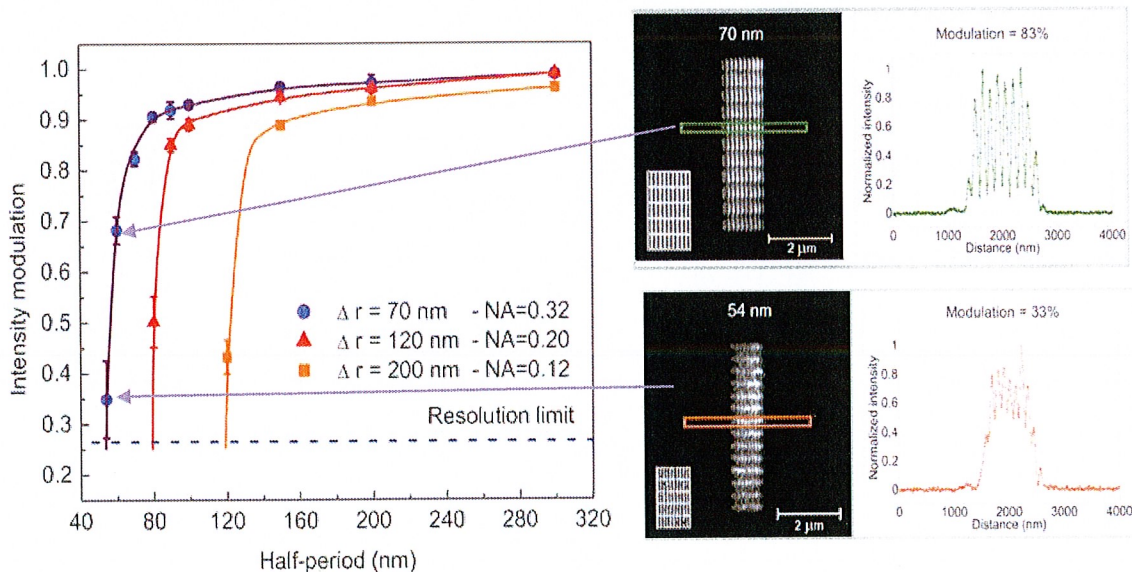 Intensity modulation
1.0
0.9
0.8
0.7
0.6
0.5
0.4
0.3
0.2
Δ r = 70 nm - NA=0.32
Δ r = 120 nm - NA=0.20
Δ r = 200 nm - NA=0.12
Resolution limit
40 80 120 160 200 240 280 320
Half-period (nm)
70 nm
2 μm
Modulation = 83%
Normalized intensity
1
0.8
0.6
0.4
0.2
0
0 1000 2000 3000 4000
Distance (nm)
54 nm
2 μm
Modulation = 33%
Normalized intensity
1
0.8
0.6
0.4
0.2
0
0 1000 2000 3000 4000
Distance (nm)